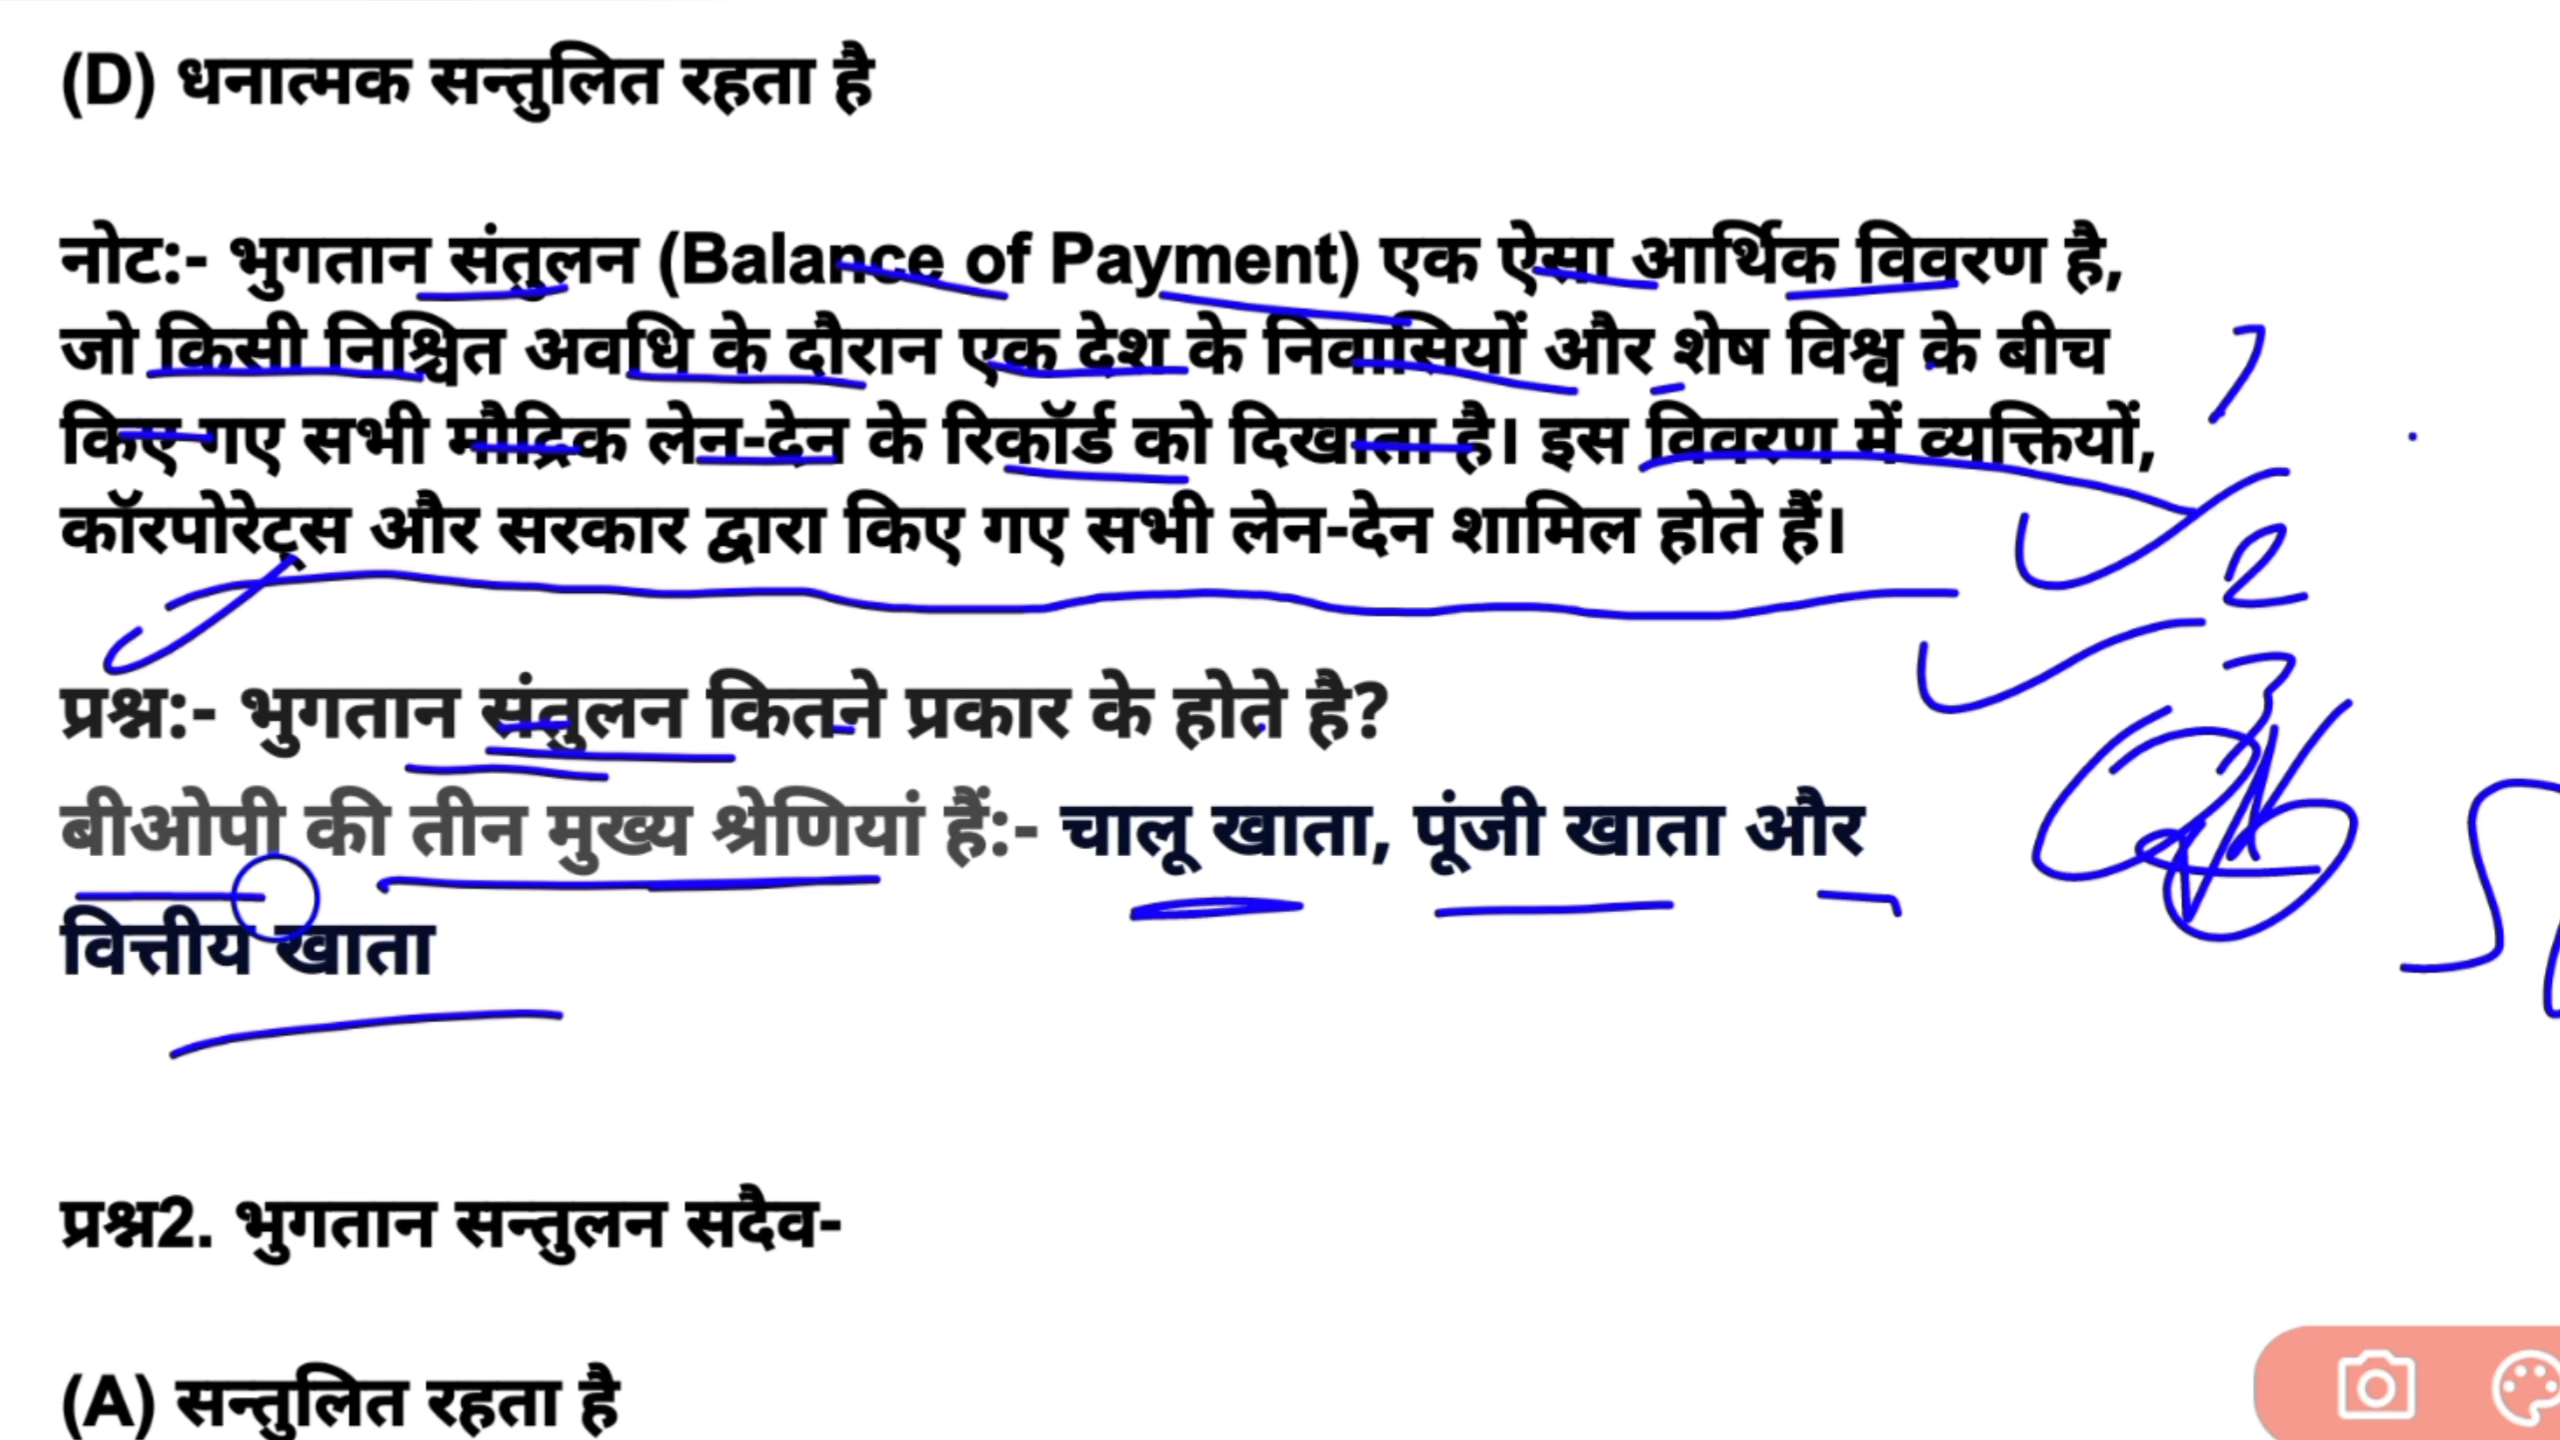 (D) धनात्मक सन्तुलित रहता है
नोट:- भुगतान संतुलन (Balance of Payment) एक ऐसा आर्थिक विवरण है,
जो किसी निश्चित अवधि के दौरान एक देश के निवासियों और शेष विश्व के बीच
किए गए सभी मौद्रिक लेन-देन के रिकॉर्ड को दिखाता है। इस विवरण में व्यक्तियों,
कॉरपोरेट्स और सरकार द्वारा किए गए सभी लेन-देन शामिल होते हैं।
2
प्रश्न:- भुगतान संतुलन कितने प्रकार के होते है?
बीओपी की तीन मुख्य श्रेणियां हैं:- चालू खाता, पूंजी खाता और
वित्तीय खाता
प्रश्न2. भुगतान सन्तुलन सदैव-
(A) सन्तुलित रहता है